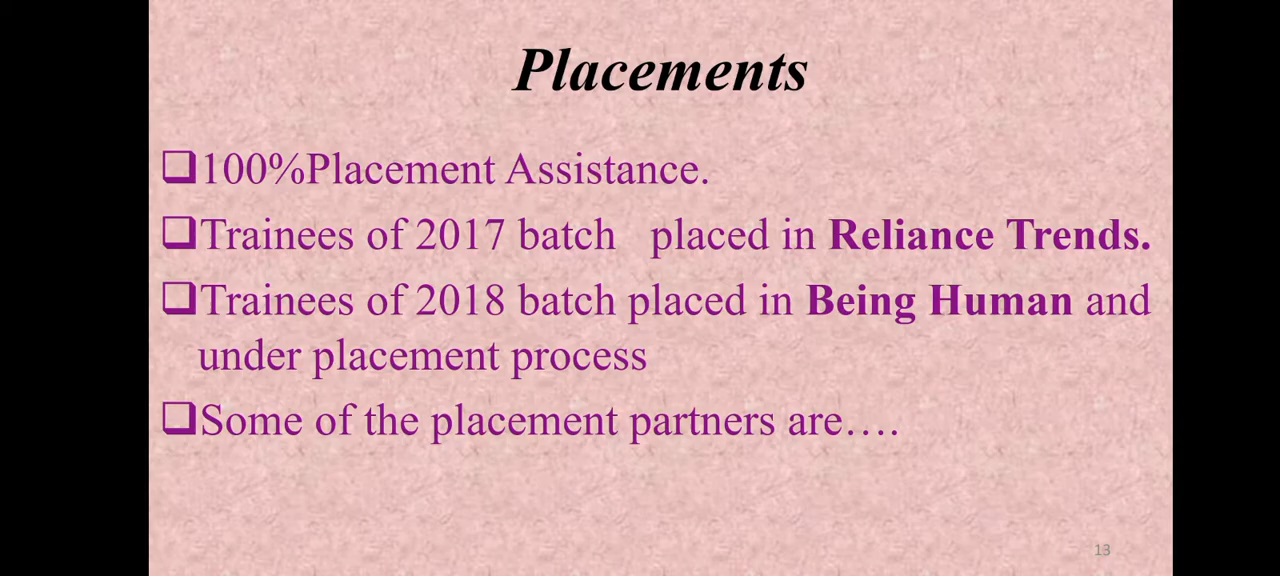 Placements
❑100%Placement Assistance.
❑Trainees of 2017 batch   placed in Reliance Trends.
❑Trainees of 2018 batch placed in Being Human and
under placement process
❑Some of the placement partners are….
13